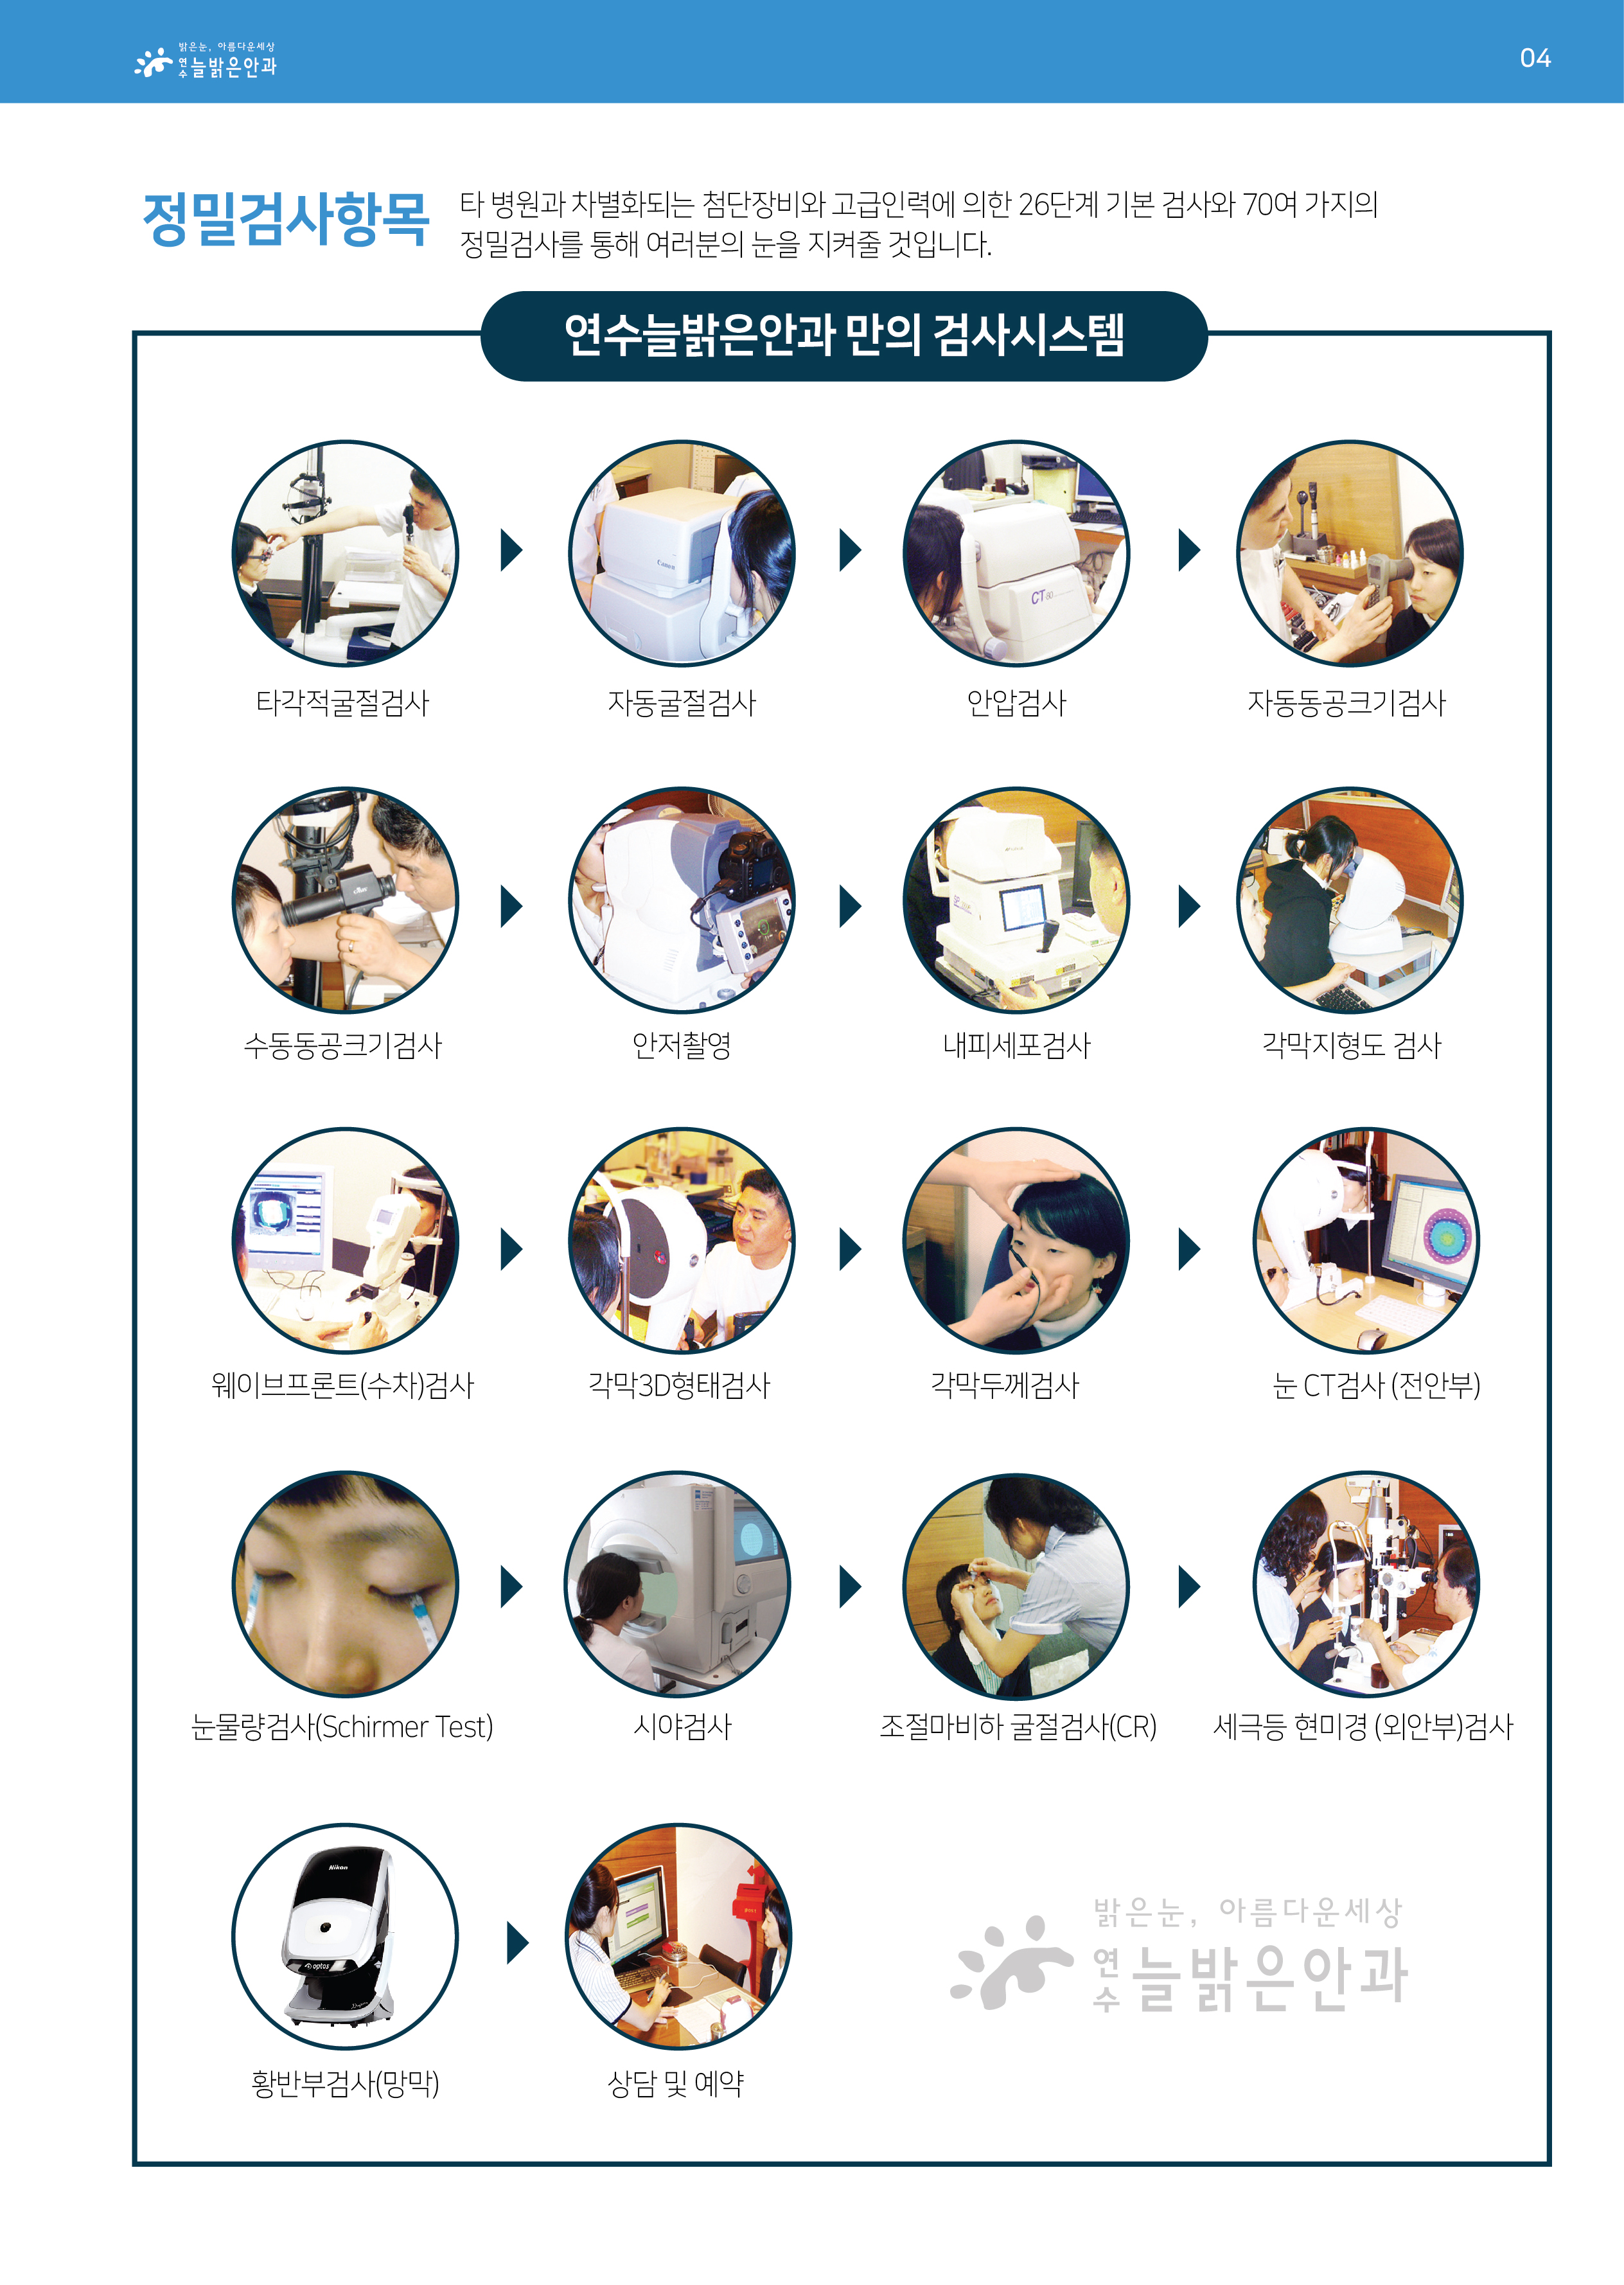 밝은눈, 아름다운세상
연수 늘밝은안과
04
정밀검사항목
타 병원과 차별화되는 첨단장비와 고급인력에 의한 26단계 기본 검사와 70여 가지의
정밀검사를 통해 여러분의 눈을 지켜줄 것입니다.
연수늘밝은안과 만의 검사시스템
Canon
CT 80
타각적굴절검사
자동굴절검사
안압검사
자동동공크기검사
수동동공크기검사
안저촬영
내피세포검사
각막지형도 검사
웨이브프론트(수차)검사
각막3D형태검사
각막두께검사
눈 CT검사 (전안부)
눈물량검사(Schirmer Test)
시야검사
조절마비하 굴절검사(CR)
세극등 현미경 (외안부)검사
Nikon
optos
밝은눈, 아름다운세상
연수 늘밝은안과
황반부검사(망막)
상담 및 예약